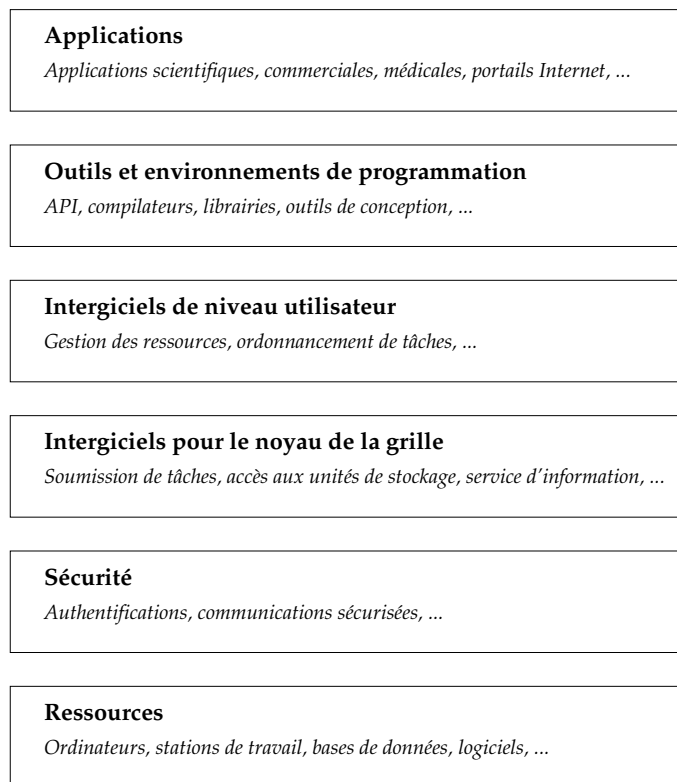 Applications
Applications scientifiques, commerciales, médicales, portails Internet, ...
Outils et environnements de programmation
API, compilateurs, librairies, outils de conception, ...
Intergiciels de niveau utilisateur
Gestion des ressources, ordonnancement de tâches, ...
Intergiciels pour le noyau de la grille
Soumission de tâches, accès aux unités de stockage, service d'information, ...
Sécurité
Authentifications, communications sécurisées, ...
Ressources
Ordinateurs, stations de travail, bases de données, logiciels, ...